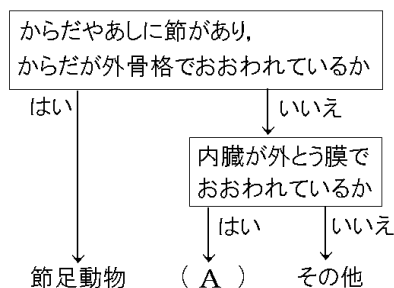 からだやあしに節があり,
からだが外骨格でおおわれているか
はい
いいえ
内臓が外とう膜で
おおわれているか
はい
いいえ
節足動物
( A )
その他